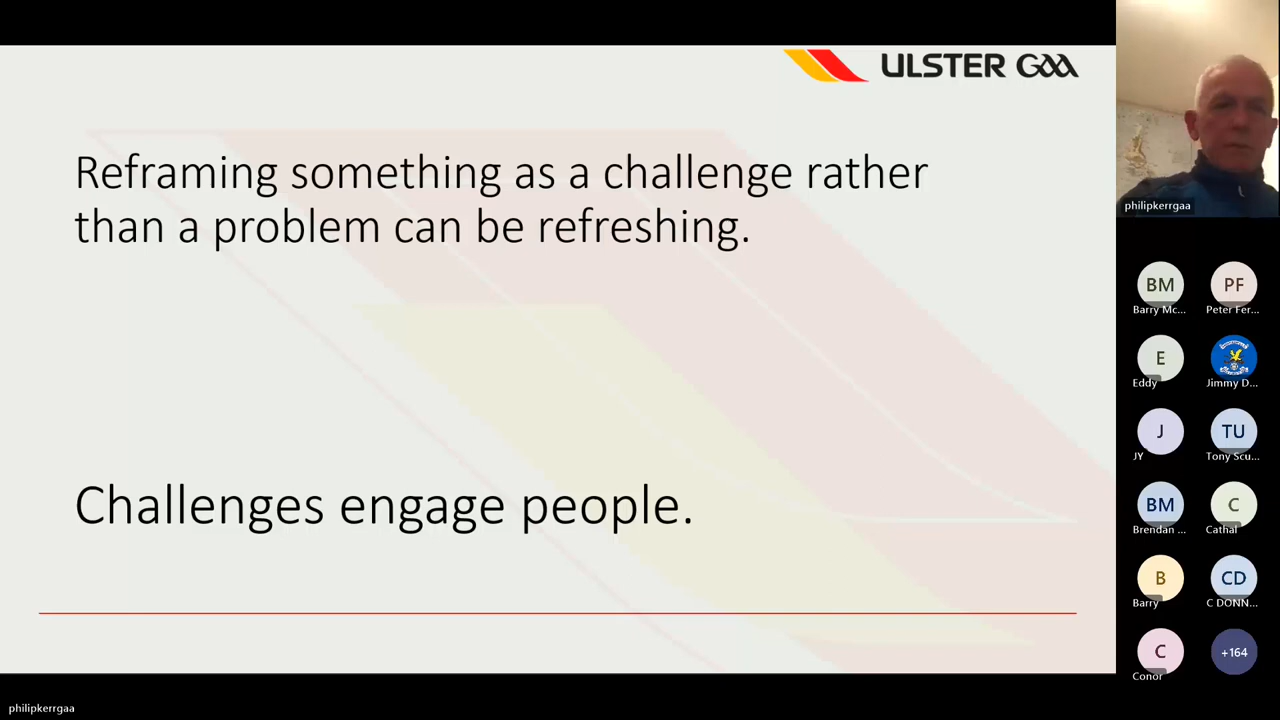 ULSTER GAA
Reframing something as a challenge rather
than a problem can be refreshing.
Challenges engage people.
philipkerrgaa
BM
Barry Mc...
PF
Peter Fer...
E
Eddy
Jimmy D...
J
JY
TU
Tony Scu...
BM
Brendan ...
C
Cathal
B
Barry
CD
C DONN...
C
Conor
+164
philipkerrgaa